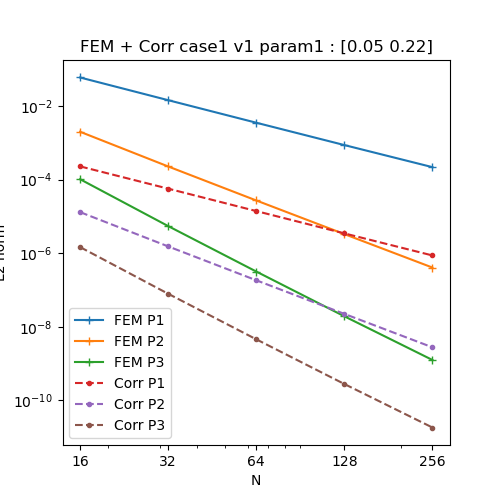 FEM + Corr case1 v1 param1 : [0.05 0.22]
10⁻²
10⁻⁴
10⁻⁶
10⁻⁸
10⁻¹⁰
norm
FEM P1
FEM P2
FEM P3
Corr P1
Corr P2
Corr P3
16 32 64 128 256
N